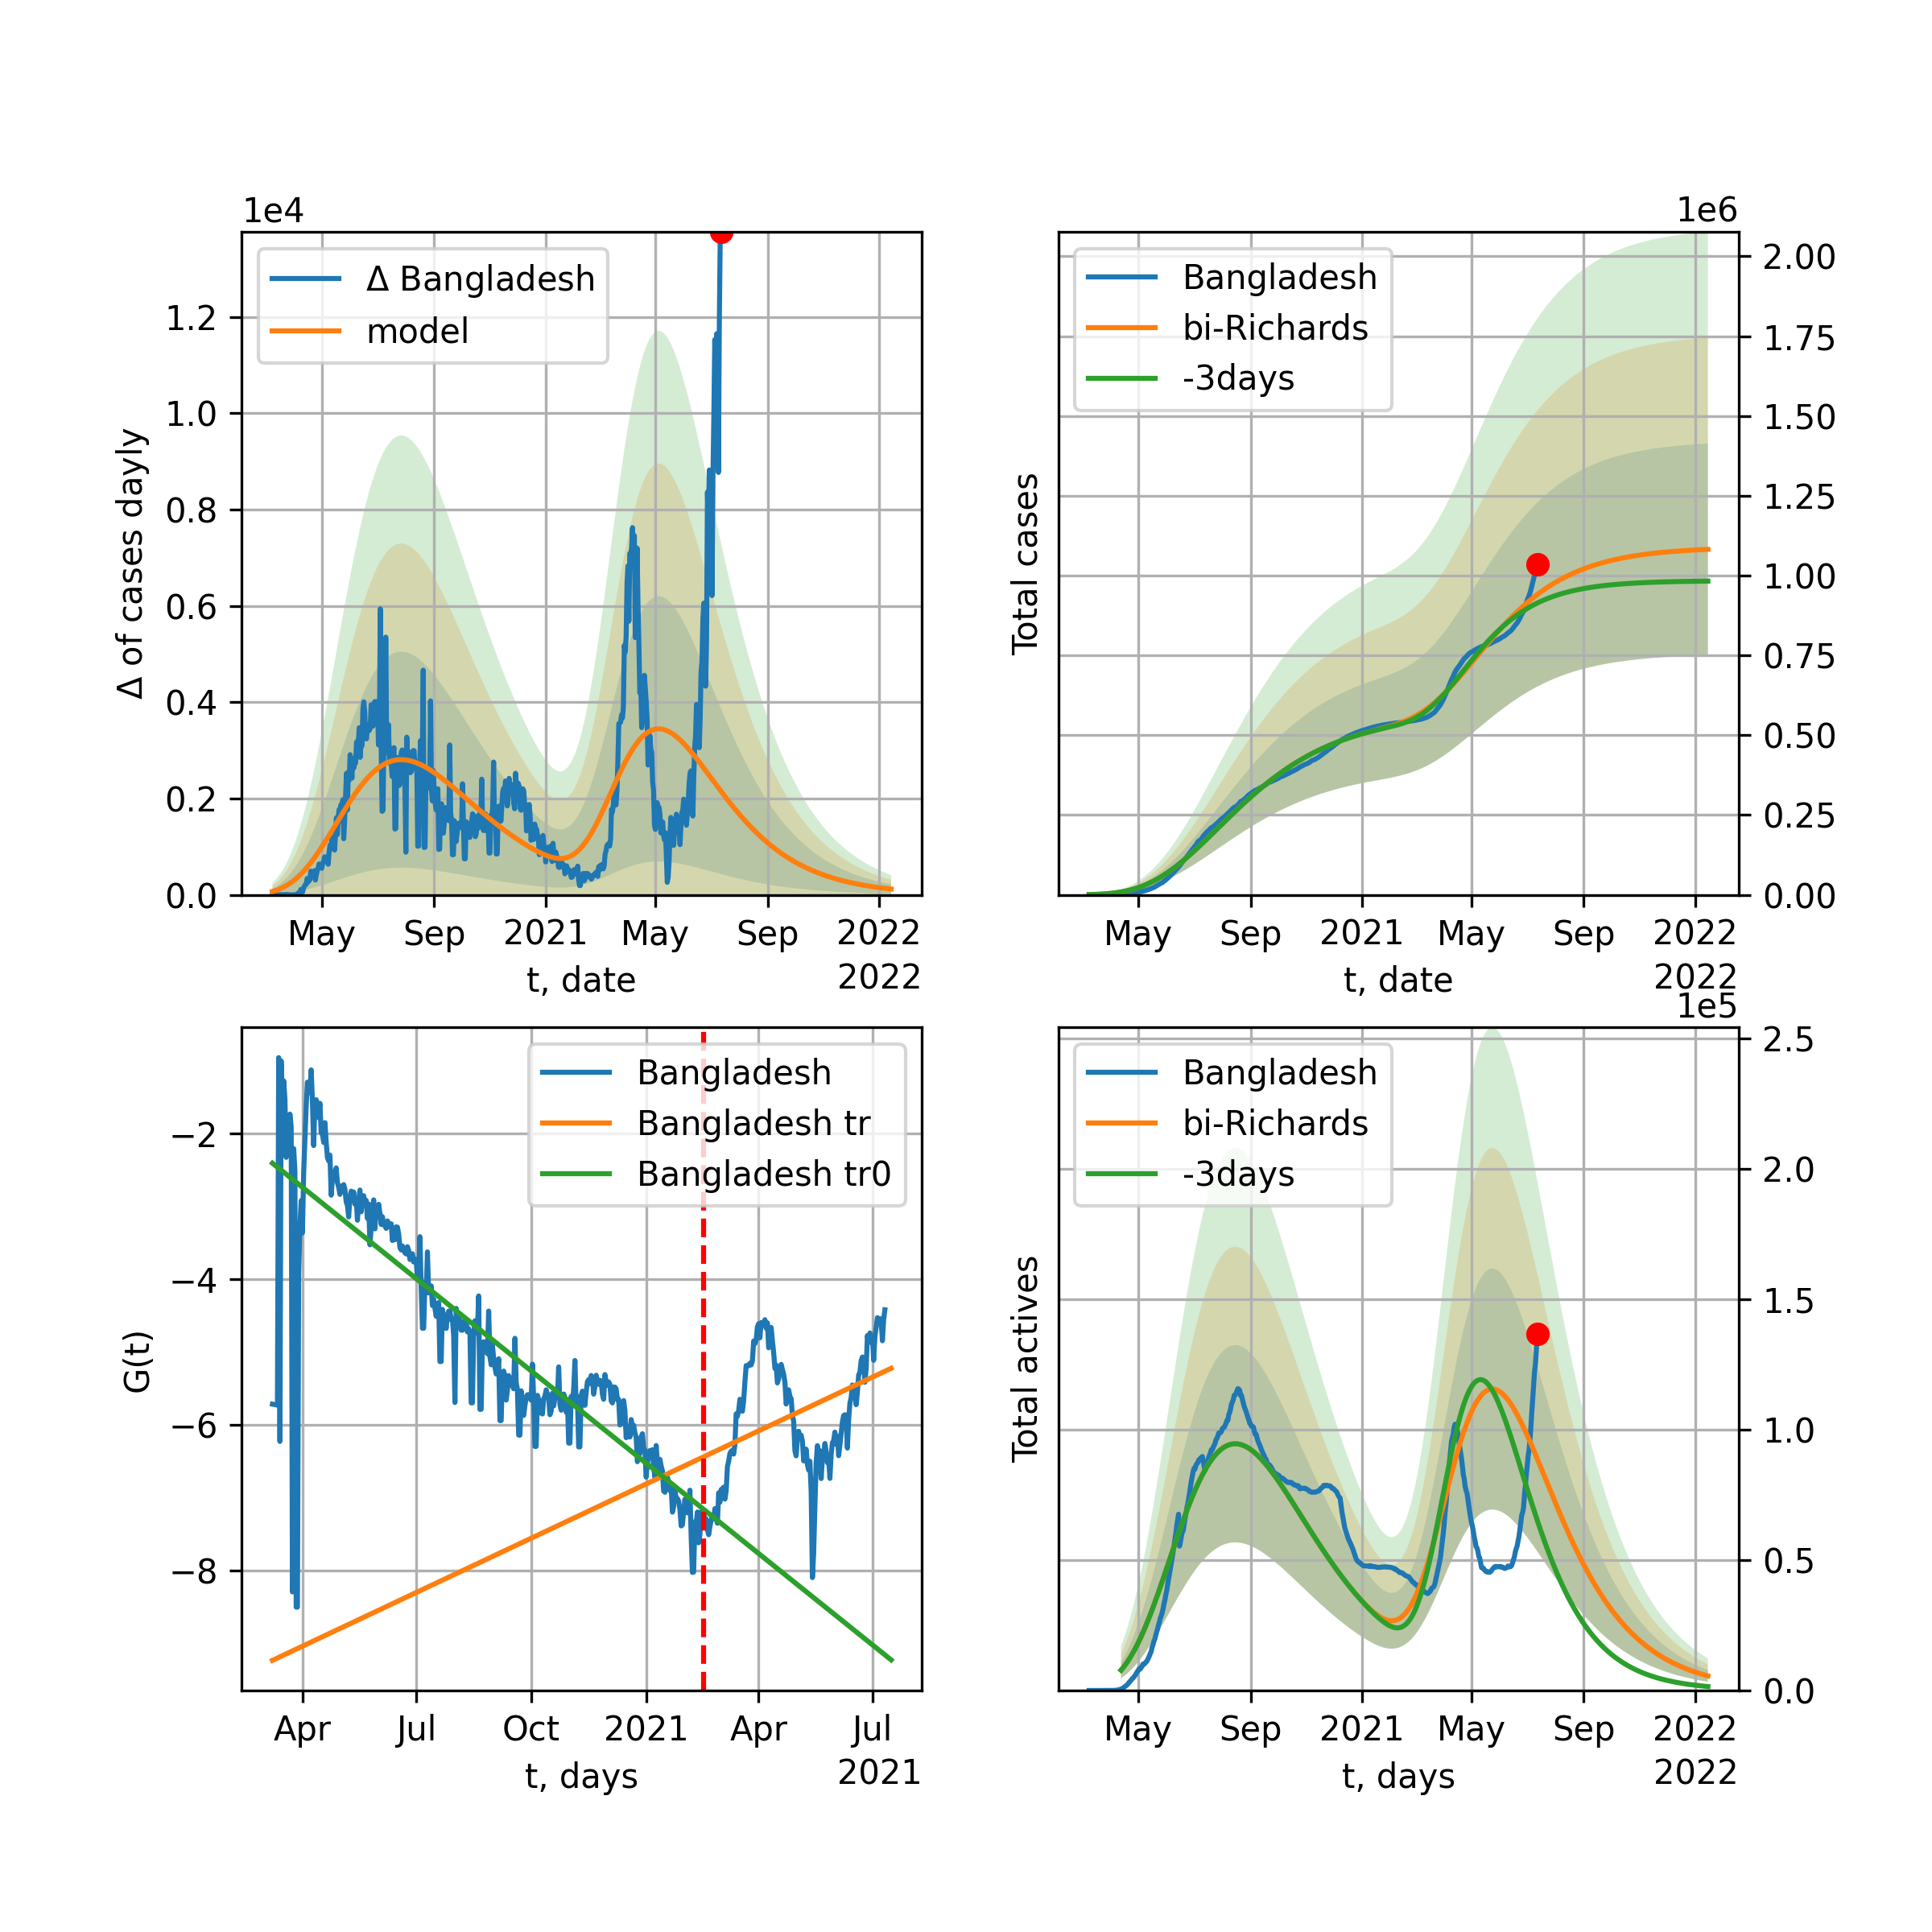 1e4
Δ Bangladesh
model
1.2
1.0
0.8
0.6
0.4
0.2
0.0
Δ of cases dayly
May Sep 2021 May Sep 2022
t, date
2022
1e6
Bangladesh
bi-Richards
-3days
2.00
1.75
1.50
1.25
1.00
0.75
0.50
0.25
0.00
Total cases
May Sep 2021 May Sep 2022
t, date
2022
Bangladesh
Bangladesh tr
Bangladesh tr0
−2
−4
−6
−8
G(t)
Apr Jul Oct 2021 Apr Jul
t, days
2021
1e5
Bangladesh
bi-Richards
-3days
2.5
2.0
1.5
1.0
0.5
0.0
Total actives
May Sep 2021 May Sep 2022
t, days
2022